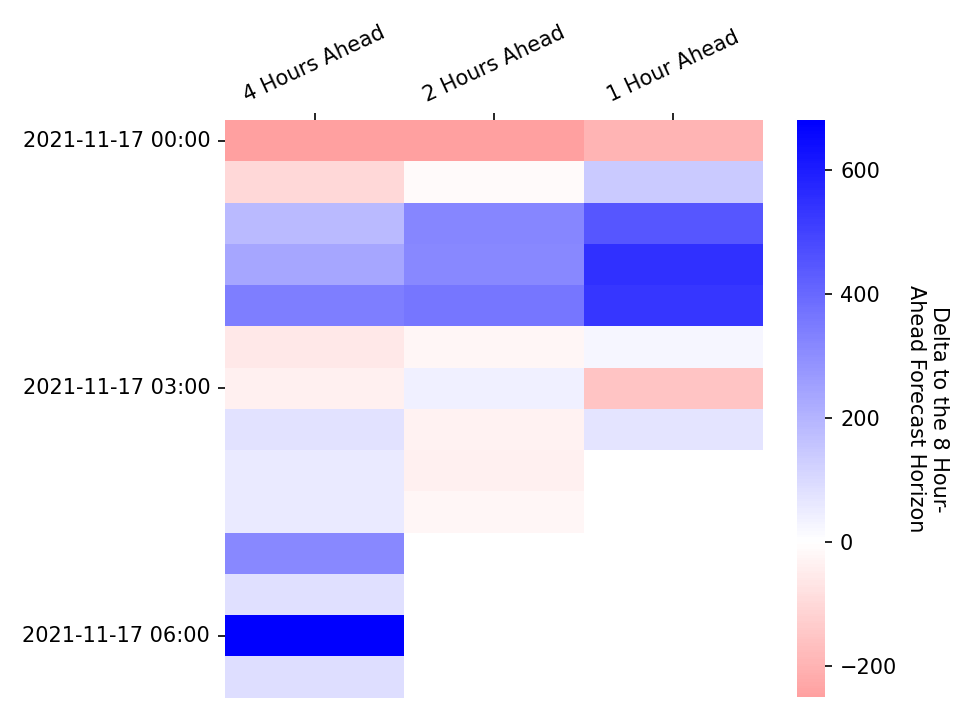 4 Hours Ahead
2 Hours Ahead
1 Hour Ahead
2021-11-17 00:00
2021-11-17 03:00
2021-11-17 06:00
600
400
200
0
−200
Delta to the 8 Hour-
Ahead Forecast Horizon